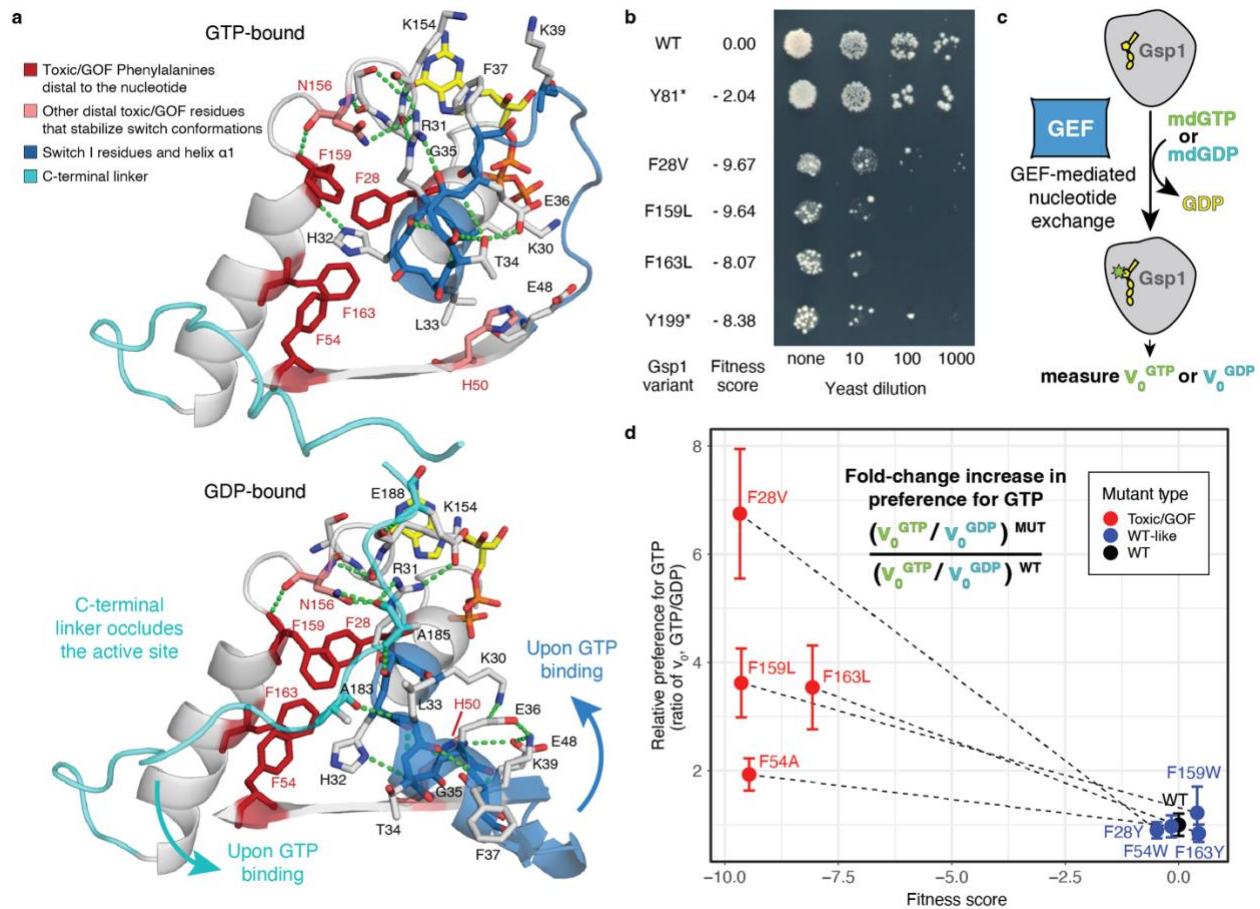 a
GTP-bound
Toxic/GOF Phenylalanines
distal to the nucleotide
Other distal toxic/GOF residues
that stabilize switch conformations
Switch I residues and helix α1
C-terminal linker
K154
K39
N156
F37
R31
G35
F159
F28
E36
H32
K30
T34
E48
F163
L33
F54
H50
GDP-bound
E188
K154
R31
N156
C-terminal
linker occludes
the active site
F159
F28
A185
Upon GTP
binding
K30
F163
A183
L33
H50
E36
E48
F54
H32
K39
G35
T34
F37
Upon GTP
binding
b
WT 0.00
Y81* - 2.04
F28V - 9.67
F159L - 9.64
F163L - 8.07
Y199* - 8.38
none 10 100 1000
Gsp1
variant
Fitness
score
Yeast dilution
c
Gsp1
GEF
mdGTP
or
mdGDP
GEF-mediated
nucleotide
exchange
GDP
Gsp1
measure V0GTP or V0GDP
d
Relative preference for GTP
(ratio of v0, GTP/GDP)
8
6
4
2
Fold-change increase in
preference for GTP
(V0GTP / V0GDP) MUT
(V0GTP / V0GDP) WT
Mutant type
Toxic/GOF
WT-like
WT
F28V
F159L
F163L
F54A
F159W
WT
F28Y
F54W
F163Y
−10.0 −7.5 −5.0 −2.5 0.0
Fitness score